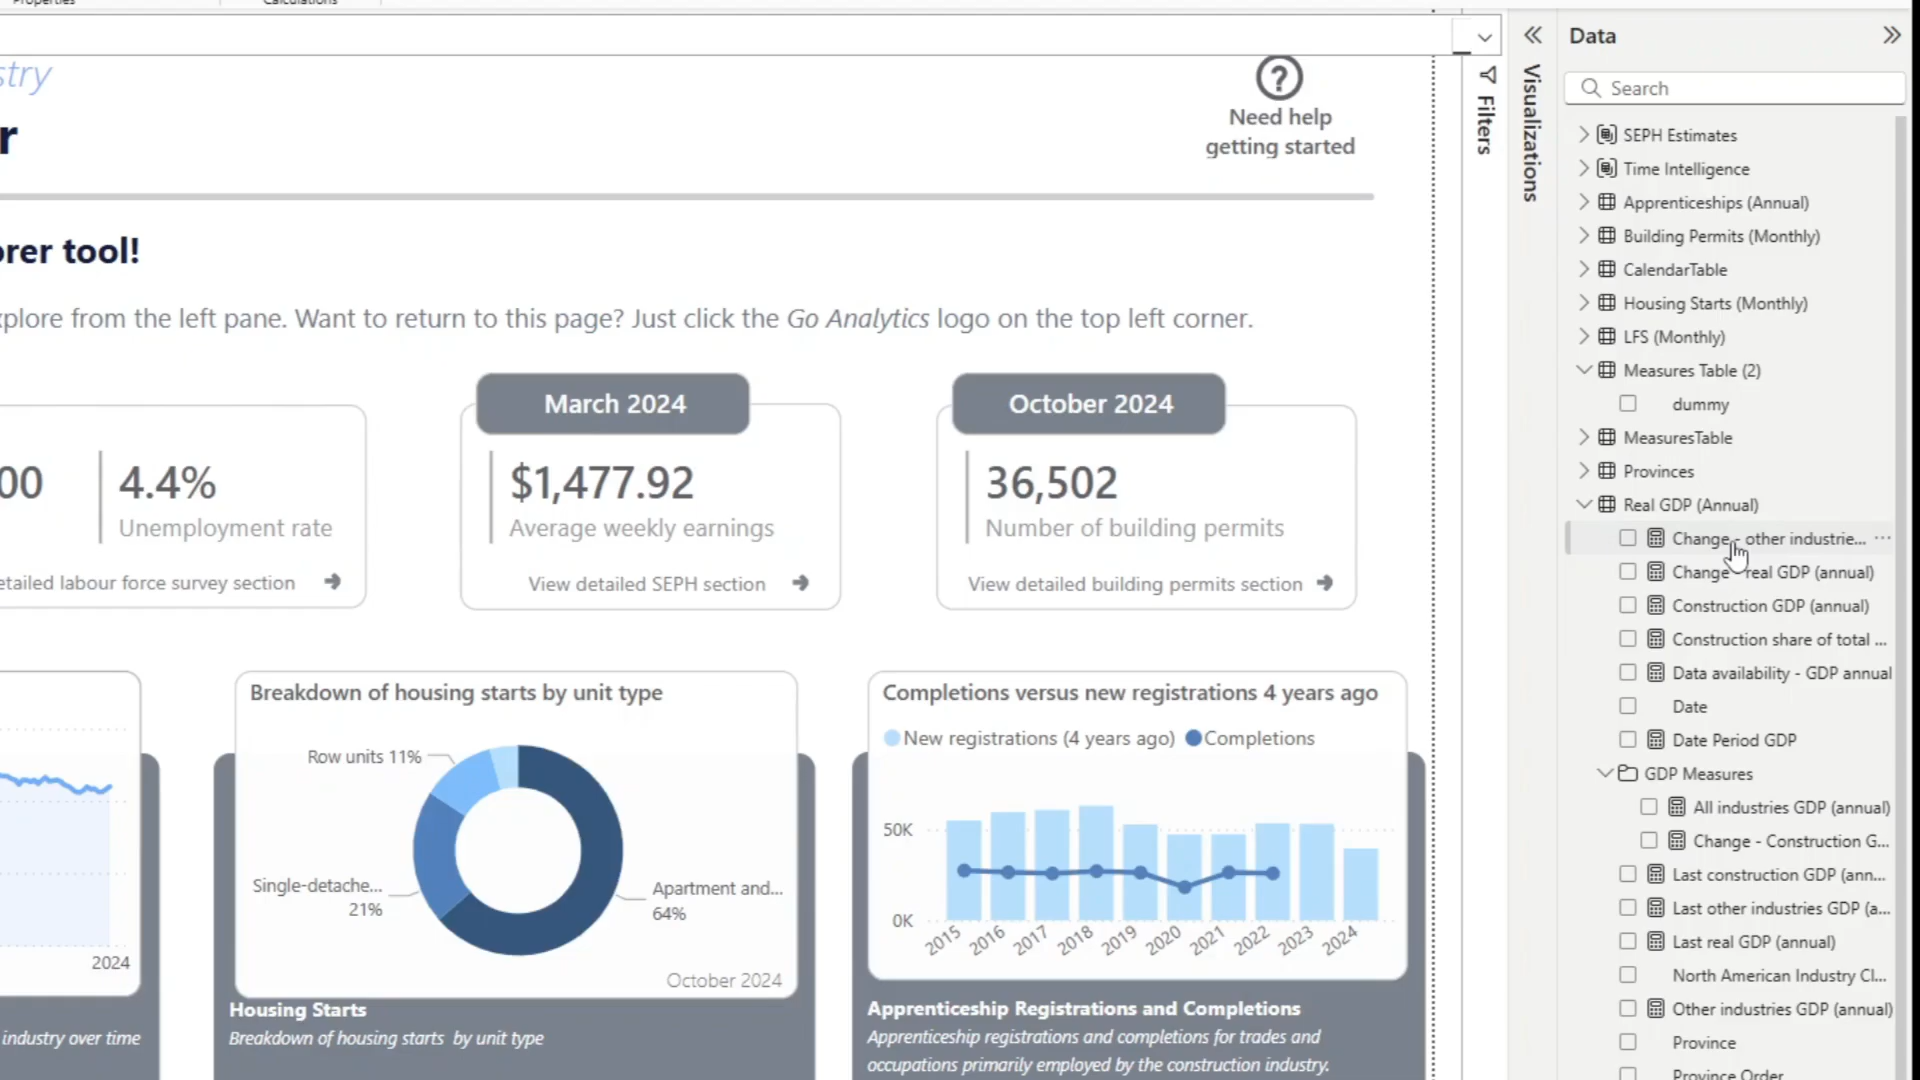 Properties
Calculations
stry
r
Need help
getting started
orer tool!
xplore from the left pane. Want to return to this page? Just click the Go Analytics logo on the top left corner.
00
4.4%
Unemployment rate
etailed labour force survey section
March 2024
$1,477.92
Average weekly earnings
View detailed SEPH section
October 2024
36,502
Number of building permits
View detailed building permits section
2024
industry over time
Breakdown of housing starts by unit type
Row units 11%
Single-detache...
21%
Apartment and...
64%
October 2024
Housing Starts
Breakdown of housing starts by unit type
Completions versus new registrations 4 years ago
New registrations (4 years ago)
Completions
50K
0K
2015
2016
2017
2018
2019
2020
2021
2022
2023
2024
Apprenticeship Registrations and Completions
Apprenticeship registrations and completions for trades and
occupations primarily employed by the construction industry.
Filters
Visualizations
Data
Search
SEPH Estimates
Time Intelligence
Apprenticeships (Annual)
Building Permits (Monthly)
CalendarTable
Housing Starts (Monthly)
LFS (Monthly)
Measures Table (2)
dummy
MeasuresTable
Provinces
Real GDP (Annual)
Change - other industrie...
Change - real GDP (annual)
Construction GDP (annual)
Construction share of total ...
Data availability - GDP annual
Date
Date Period GDP
GDP Measures
All industries GDP (annual)
Change - Construction G...
Last construction GDP (ann...
Last other industries GDP (a...
Last real GDP (annual)
North American Industry Cl...
Other industries GDP (annual)
Province
Province Order